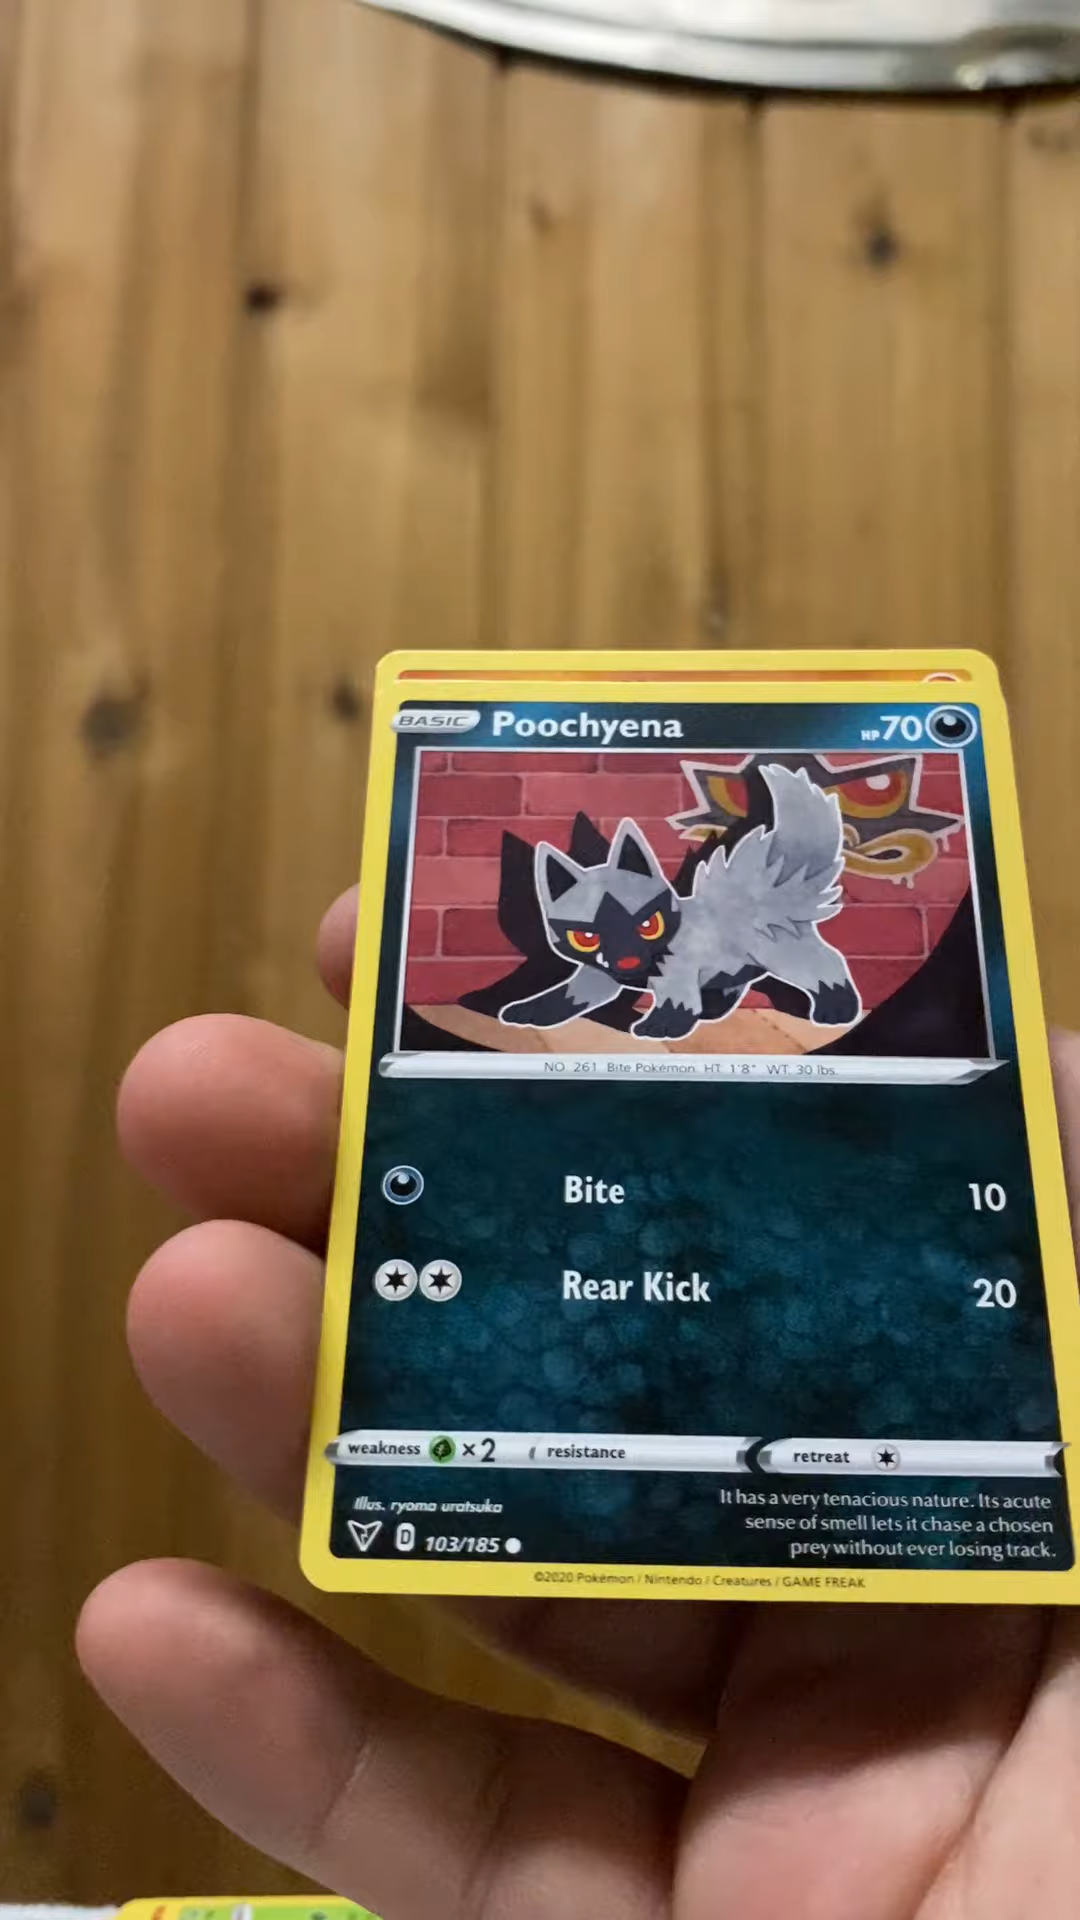 BASIC Poochyena HP 70
NO. 261 Bite Pokémon. HT. 1'8" WT. 30 lbs.
Bite 10
Rear Kick 20
weakness ×2 resistance retreat
Illus. ryoma uratsuka
It has a very tenacious nature. Its acute
sense of smell lets it chase a chosen
prey without ever losing track.
D 103/185
©2020 Pokémon / Nintendo / Creatures / GAME FREAK